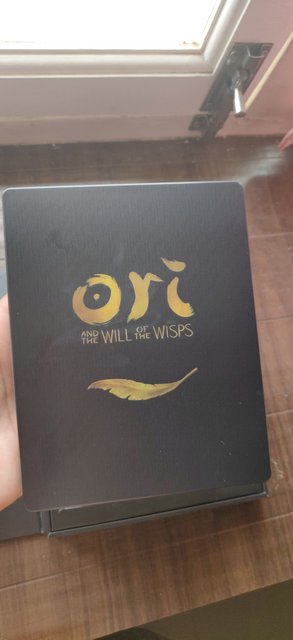 ori
AND THE WILL OF THE WISPS